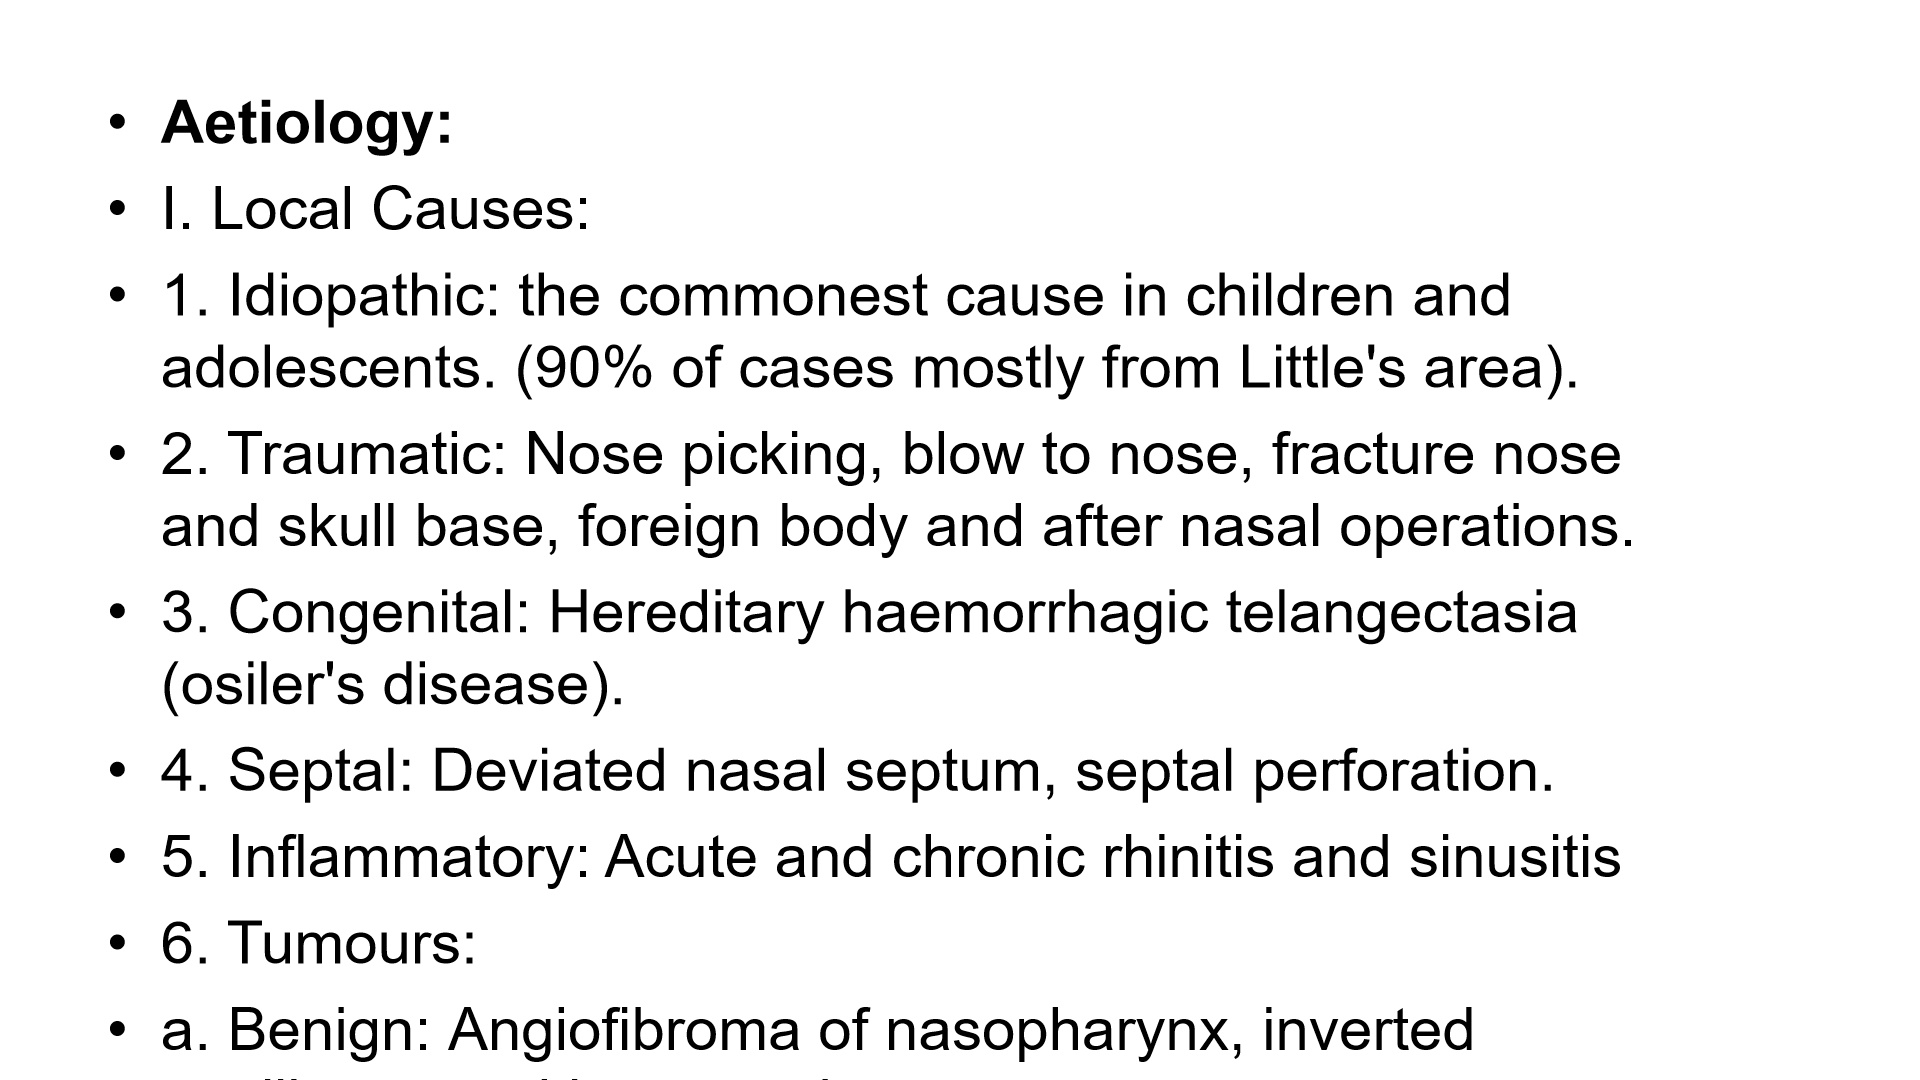 • Aetiology:
• I. Local Causes:
• 1. Idiopathic: the commonest cause in children and
adolescents. (90% of cases mostly from Little's area).
• 2. Traumatic: Nose picking, blow to nose, fracture nose
and skull base, foreign body and after nasal operations.
• 3. Congenital: Hereditary haemorrhagic telangectasia
(osiler's disease).
• 4. Septal: Deviated nasal septum, septal perforation.
• 5. Inflammatory: Acute and chronic rhinitis and sinusitis
• 6. Tumours:
• a. Benign: Angiofibroma of nasopharynx, inverted